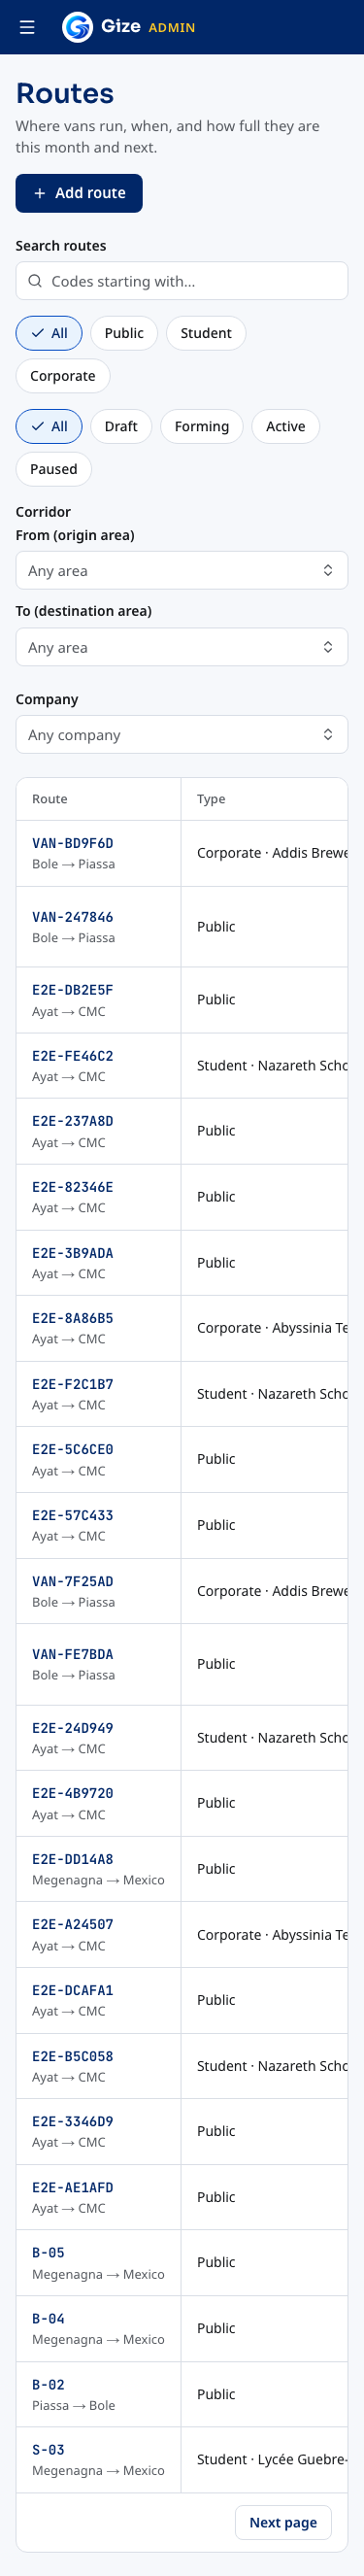 Gize ADMIN
Routes
Where vans run, when, and how full they are
this month and next.
Add route
Search routes
Codes starting with...
All Public Student
Corporate
All Draft Forming Active
Paused
Corridor
From (origin area)
Any area
To (destination area)
Any area
Company
Any company
Route Type
VAN-BD9F6D
Bole → Piassa
Corporate · Addis Brewe
VAN-247846
Bole → Piassa
Public
E2E-DB2E5F
Ayat → CMC
Public
E2E-FE46C2
Ayat → CMC
Student · Nazareth Scho
E2E-237A8D
Ayat → CMC
Public
E2E-82346E
Ayat → CMC
Public
E2E-3B9ADA
Ayat → CMC
Public
E2E-8A86B5
Ayat → CMC
Corporate · Abyssinia Te
E2E-F2C1B7
Ayat → CMC
Student · Nazareth Scho
E2E-5C6CE0
Ayat → CMC
Public
E2E-57C433
Ayat → CMC
Public
VAN-7F25AD
Bole → Piassa
Corporate · Addis Brewe
VAN-FE7BDA
Bole → Piassa
Public
E2E-24D949
Ayat → CMC
Student · Nazareth Scho
E2E-4B9720
Ayat → CMC
Public
E2E-DD14A8
Megenagna → Mexico
Public
E2E-A24507
Ayat → CMC
Corporate · Abyssinia Te
E2E-DCAFA1
Ayat → CMC
Public
E2E-B5C058
Ayat → CMC
Student · Nazareth Scho
E2E-3346D9
Ayat → CMC
Public
E2E-AE1AFD
Ayat → CMC
Public
B-05
Megenagna → Mexico
Public
B-04
Megenagna → Mexico
Public
B-02
Piassa → Bole
Public
S-03
Megenagna → Mexico
Student · Lycée Guebre-
Next page